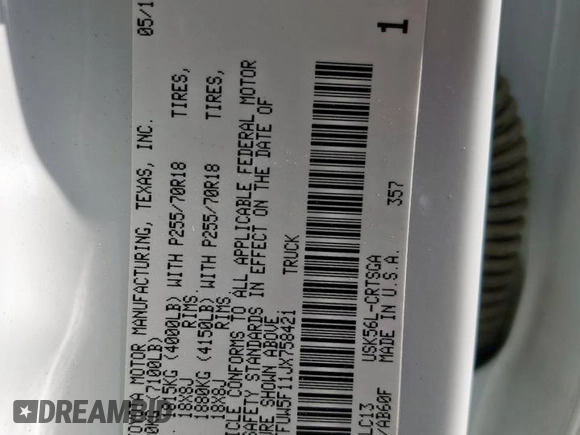 MOTOR MANUFACTURING, TEXAS, INC. 05/1
7100LB)
(4000LB) WITH P255/70R18 TIRES,
18X8J RIMS
1880KG (4150LB) WITH P255/70R18 TIRES,
18X8J RIMS
CONFORMS TO ALL APPLICABLE FEDERAL MOTOR
SAFETY STANDARDS IN EFFECT ON THE DATE OF
SHOWN ABOVE.
FUW5F11JX758421 TRUCK
LC13 USK56L-CRTSGA 1
/AB60F MADE IN U.S.A. 357
DREAMBID.COM